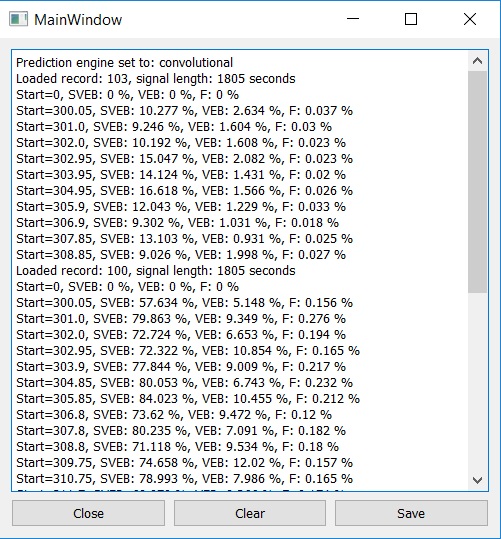 MainWindow
Prediction engine set to: convolutional
Loaded record: 103, signal length: 1805 seconds
Start=0, SVEB: 0 %, VEB: 0 %, F: 0 %
Start=300.05, SVEB: 10.277 %, VEB: 2.634 %, F: 0.037 %
Start=301.0, SVEB: 9.246 %, VEB: 1.604 %, F: 0.03 %
Start=302.0, SVEB: 10.192 %, VEB: 1.608 %, F: 0.023 %
Start=302.95, SVEB: 15.047 %, VEB: 2.082 %, F: 0.023 %
Start=303.95, SVEB: 14.124 %, VEB: 1.431 %, F: 0.02 %
Start=304.95, SVEB: 16.618 %, VEB: 1.566 %, F: 0.026 %
Start=305.9, SVEB: 12.043 %, VEB: 1.229 %, F: 0.033 %
Start=306.9, SVEB: 9.302 %, VEB: 1.031 %, F: 0.018 %
Start=307.85, SVEB: 13.103 %, VEB: 0.931 %, F: 0.025 %
Start=308.85, SVEB: 9.026 %, VEB: 1.998 %, F: 0.027 %
Loaded record: 100, signal length: 1805 seconds
Start=0, SVEB: 0 %, VEB: 0 %, F: 0 %
Start=300.05, SVEB: 57.634 %, VEB: 5.148 %, F: 0.156 %
Start=301.0, SVEB: 79.863 %, VEB: 9.349 %, F: 0.276 %
Start=302.0, SVEB: 72.724 %, VEB: 6.653 %, F: 0.194 %
Start=302.95, SVEB: 72.322 %, VEB: 10.854 %, F: 0.165 %
Start=303.9, SVEB: 77.844 %, VEB: 9.009 %, F: 0.217 %
Start=304.85, SVEB: 80.053 %, VEB: 6.743 %, F: 0.232 %
Start=305.85, SVEB: 84.023 %, VEB: 10.455 %, F: 0.212 %
Start=306.8, SVEB: 73.62 %, VEB: 9.472 %, F: 0.12 %
Start=307.8, SVEB: 80.235 %, VEB: 7.091 %, F: 0.182 %
Start=308.8, SVEB: 71.118 %, VEB: 9.534 %, F: 0.18 %
Start=309.75, SVEB: 74.658 %, VEB: 12.02 %, F: 0.157 %
Start=310.75, SVEB: 78.993 %, VEB: 7.986 %, F: 0.165 %
Close
Clear
Save